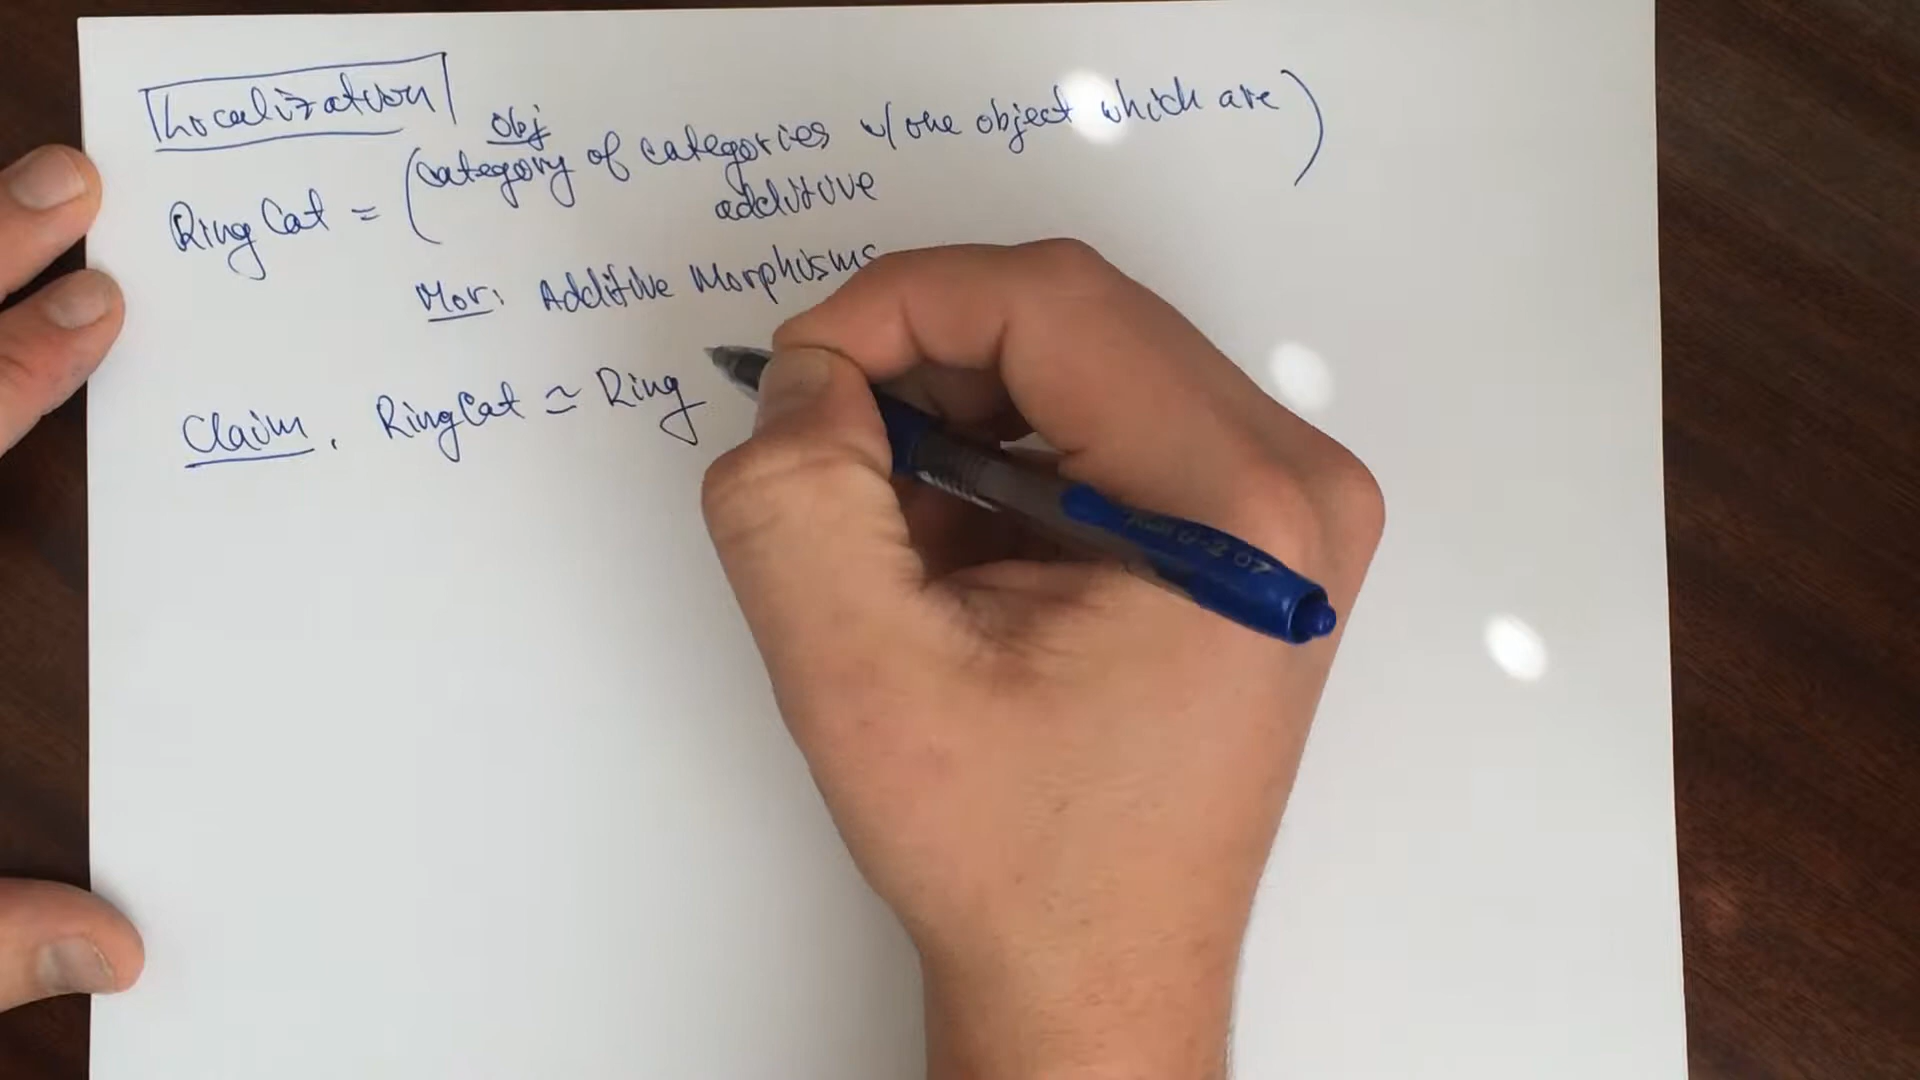 Localization
Obj
RingCat = (category of categories w/ one object which are)
additive
Mor: Additive Morphisms
Claim. RingCat ≃ Ring